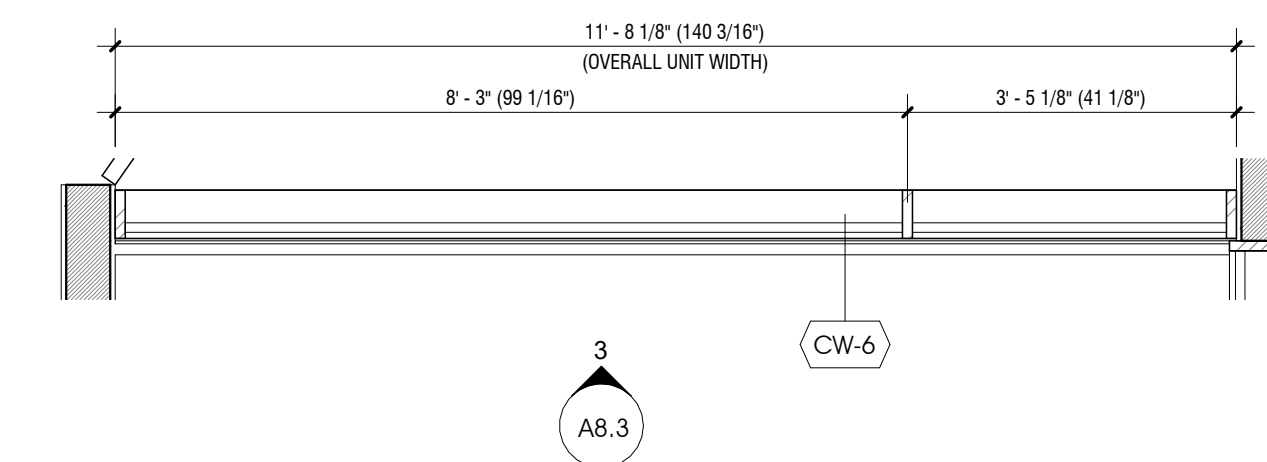 11' - 8 1/8" (140 3/16")
(OVERALL UNIT WIDTH)
8' - 3" (99 1/16")
3' - 5 1/8" (41 1/8")
CW-6
3
A8.3